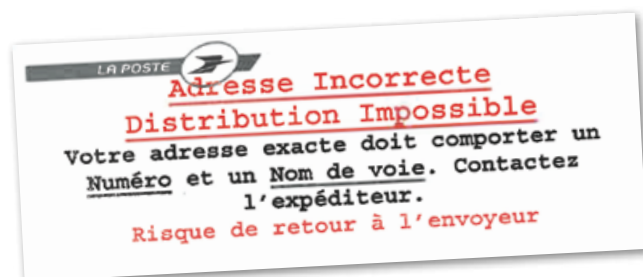 LA POSTE
Adresse Incorrecte
Distribution Impossible
Votre adresse exacte doit comporter un
Numéro et un Nom de voie. Contactez
l'expéditeur.
Risque de retour à l'envoyeur